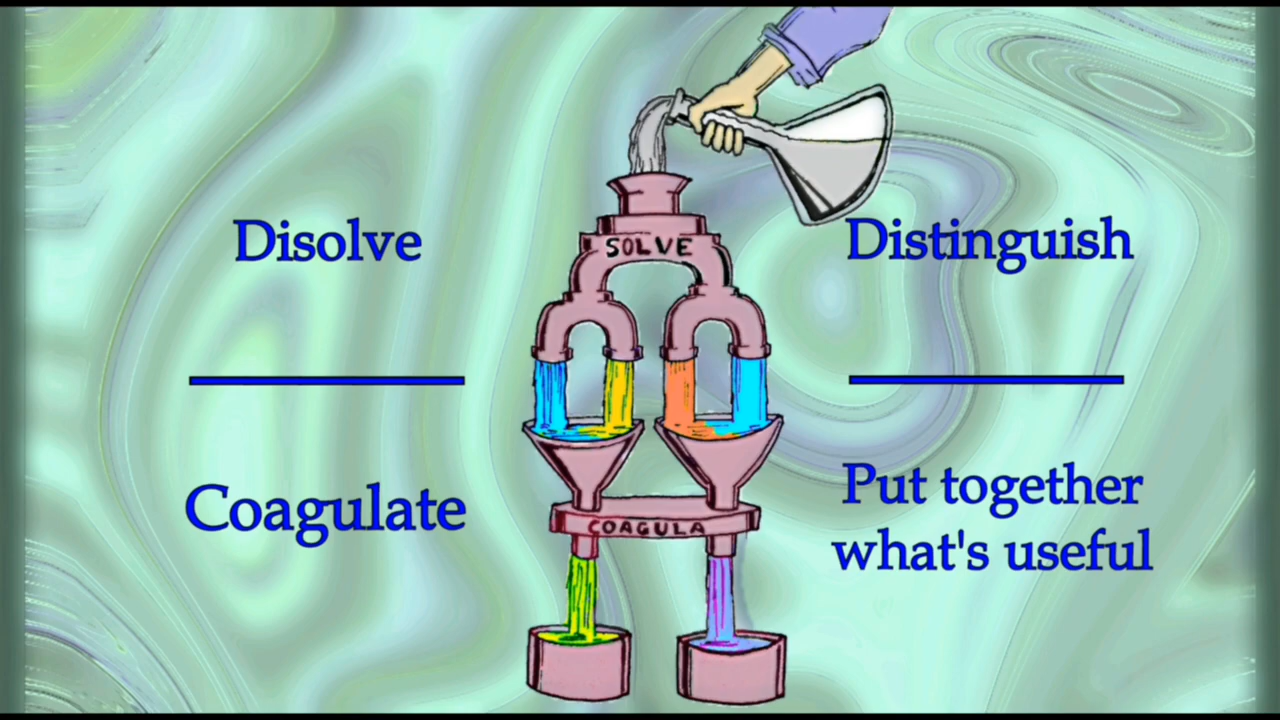 Disolve
Distinguish
SOLVE
Coagulate
Put together
what's useful
COAGULA